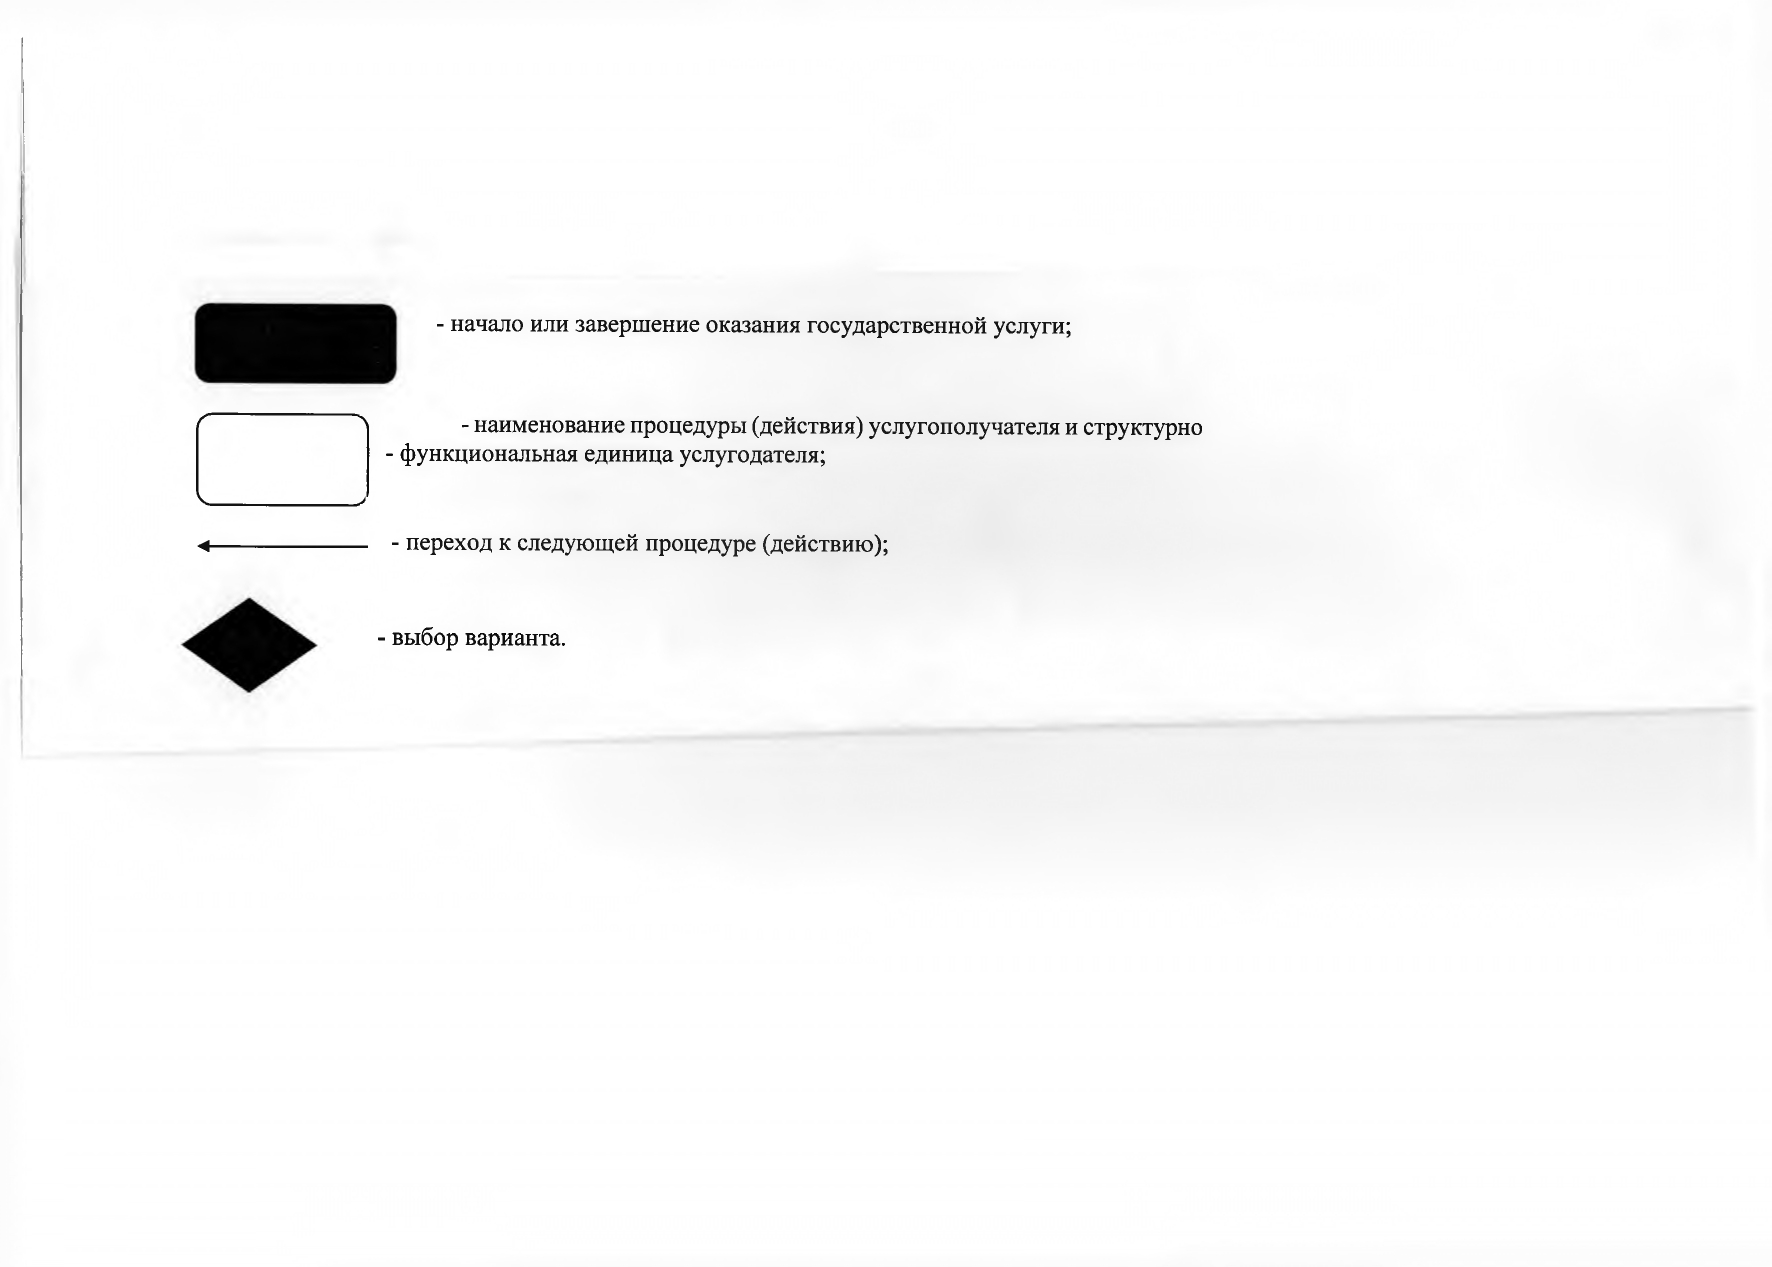 - начало или завершение оказания государственной услуги;
- наименование процедуры (действия) услугополучателя и структурно
- функциональная единица услугодателя;
- переход к следующей процедуре (действию);
- выбор варианта.